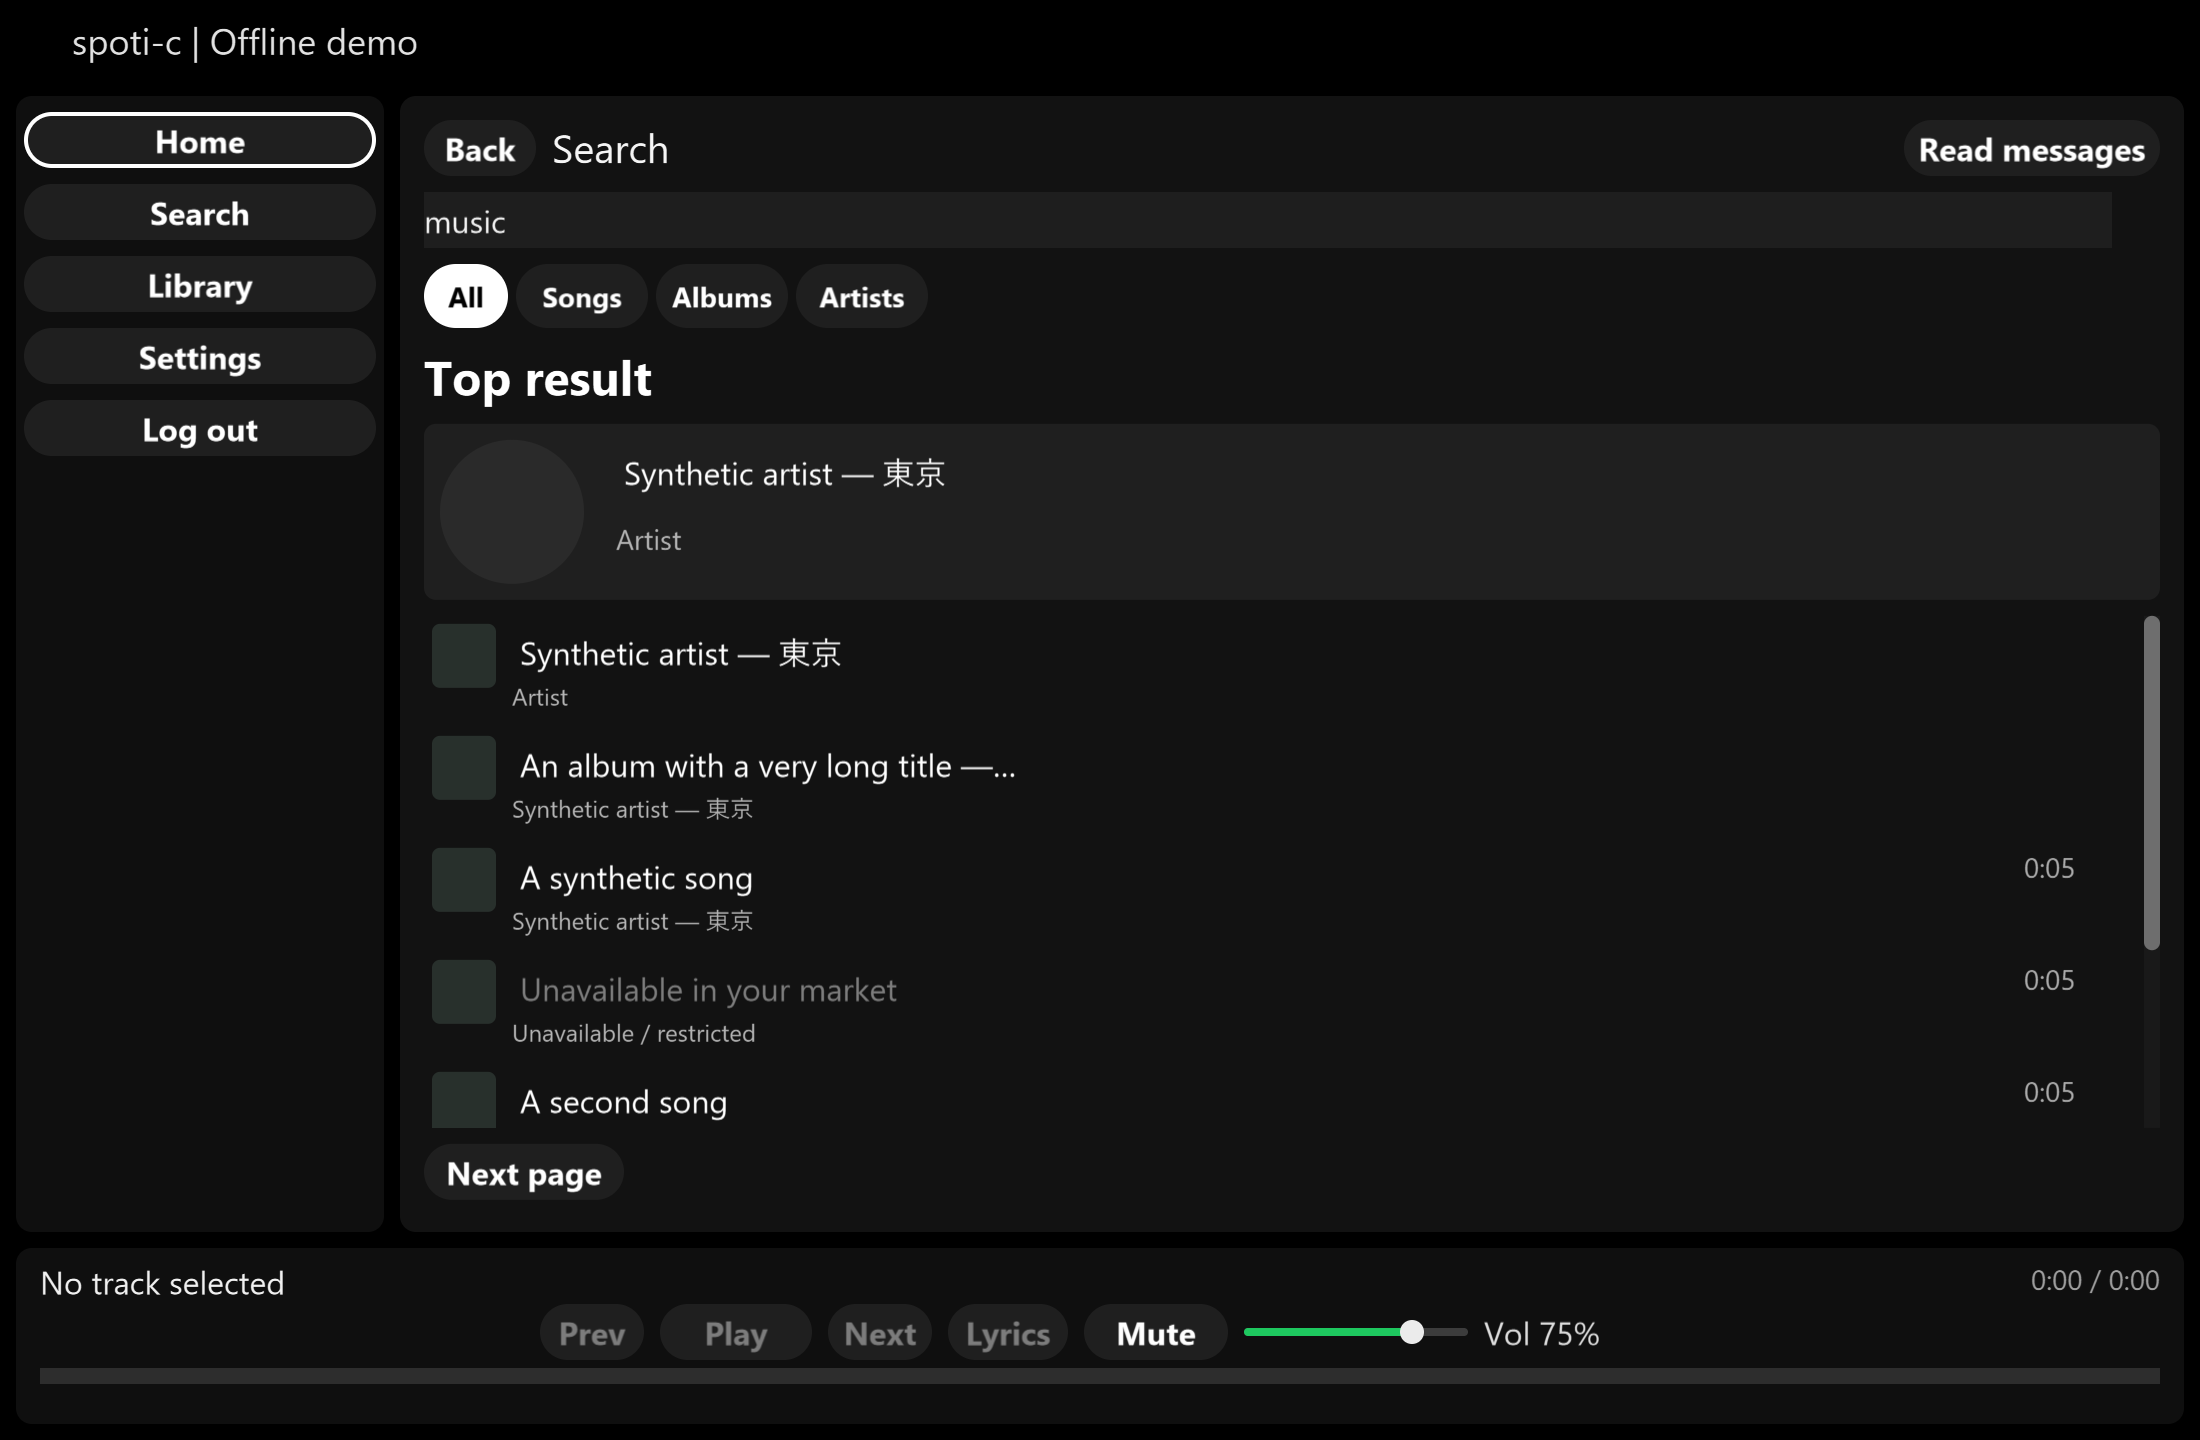 spoti-c | Offline demo
Home
Search
Library
Settings
Log out
Back Search Read messages
music
All Songs Albums Artists
Top result
Synthetic artist — 東京
Artist
Synthetic artist — 東京
Artist
An album with a very long title —...
Synthetic artist — 東京
A synthetic song 0:05
Synthetic artist — 東京
Unavailable in your market 0:05
Unavailable / restricted
A second song 0:05
Next page
No track selected 0:00 / 0:00
Prev Play Next Lyrics Mute Vol 75%